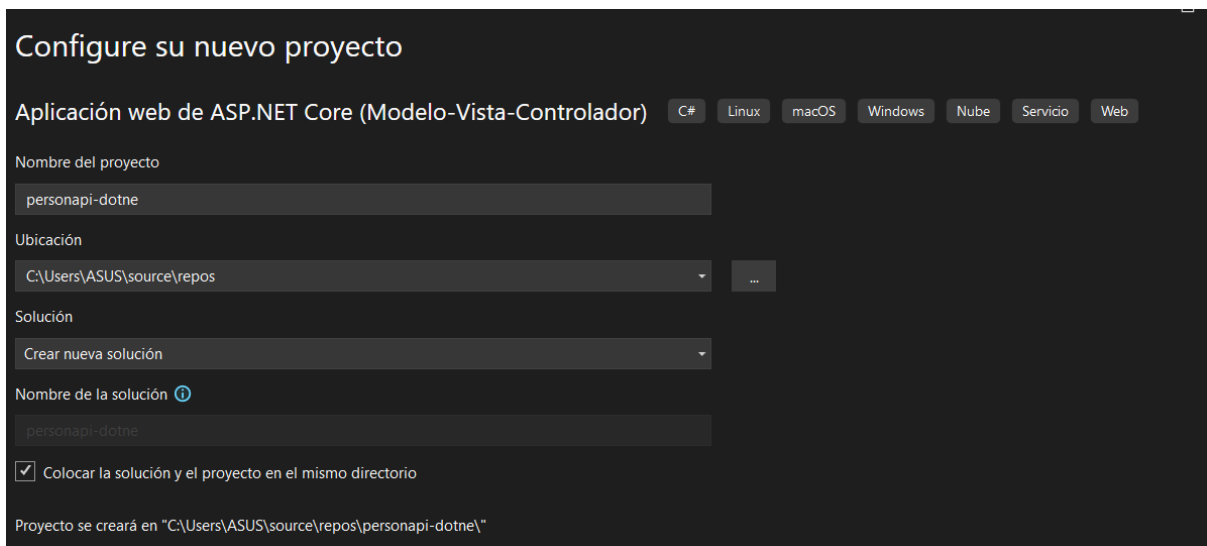 Configure su nuevo proyecto
Aplicación web de ASP.NET Core (Modelo-Vista-Controlador) C# Linux macOS Windows Nube Servicio Web
Nombre del proyecto
personapi-dotne
Ubicación
C:\Users\ASUS\source\repos
...
Solución
Crear nueva solución
Nombre de la solución
personapi-dotne
Colocar la solución y el proyecto en el mismo directorio
Proyecto se creará en "C:\Users\ASUS\source\repos\personapi-dotne\"